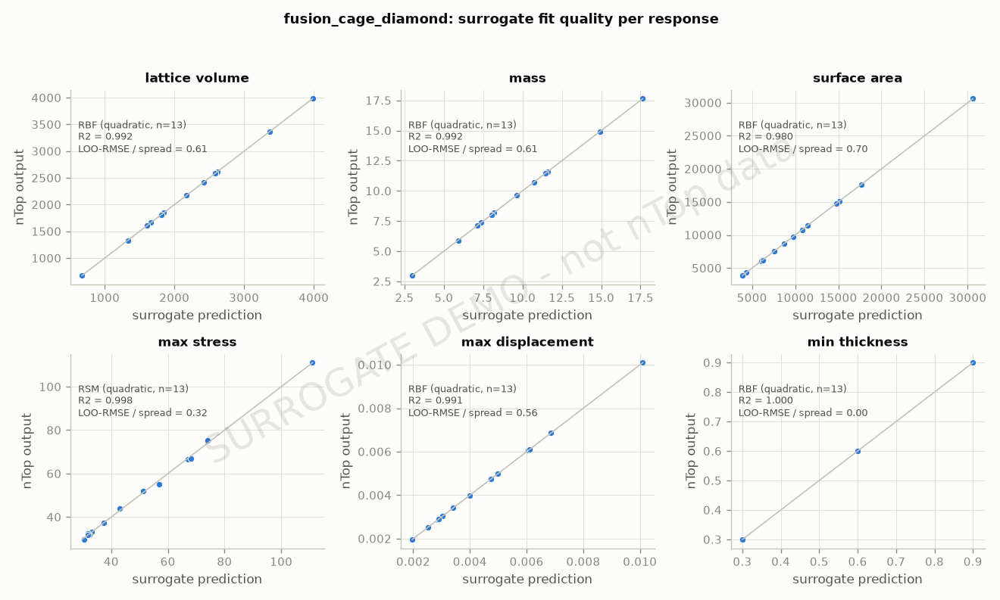 fusion_cage_diamond: surrogate fit quality per response
lattice volume
nTop output
4000
3500
3000
2500
2000
1500
1000
RBF (quadratic, n=13)
R2 = 0.992
LOO-RMSE / spread = 0.61
1000 2000 3000 4000
surrogate prediction
mass
nTop output
17.5
15.0
12.5
10.0
7.5
5.0
2.5
RBF (quadratic, n=13)
R2 = 0.992
LOO-RMSE / spread = 0.61
2.5 5.0 7.5 10.0 12.5 15.0 17.5
surrogate prediction
surface area
nTop output
30000
25000
20000
15000
10000
5000
RBF (quadratic, n=13)
R2 = 0.980
LOO-RMSE / spread = 0.70
5000 10000 15000 20000 25000 30000
surrogate prediction
max stress
nTop output
100
80
60
40
RSM (quadratic, n=13)
R2 = 0.998
LOO-RMSE / spread = 0.32
40 60 80 100
surrogate prediction
max displacement
nTop output
0.010
0.008
0.006
0.004
0.002
RBF (quadratic, n=13)
R2 = 0.991
LOO-RMSE / spread = 0.56
0.002 0.004 0.006 0.008 0.010
surrogate prediction
min thickness
nTop output
0.9
0.8
0.7
0.6
0.5
0.4
0.3
RBF (quadratic, n=13)
R2 = 1.000
LOO-RMSE / spread = 0.00
0.3 0.4 0.5 0.6 0.7 0.8 0.9
surrogate prediction
SURROGATE DEMO - not nTop data